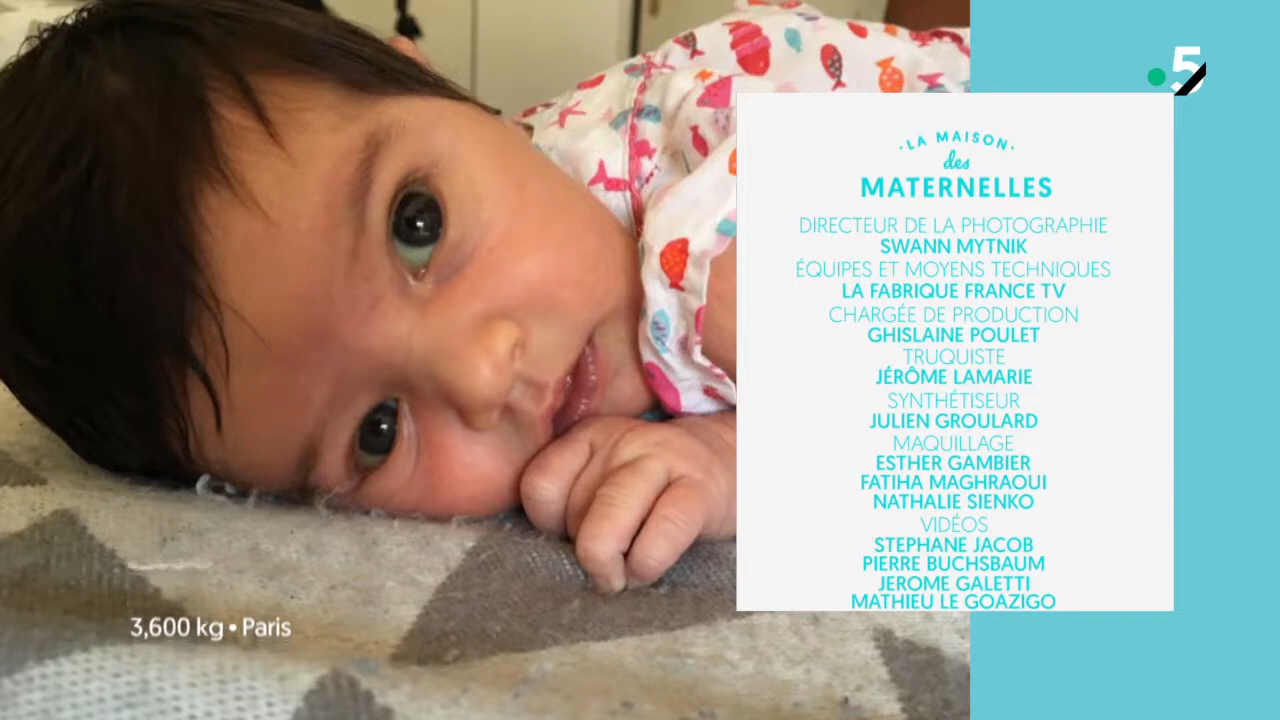 5
·LA MAISON·
des
MATERNELLES
DIRECTEUR DE LA PHOTOGRAPHIE
SWANN MYTNIK
ÉQUIPES ET MOYENS TECHNIQUES
LA FABRIQUE FRANCE TV
CHARGÉE DE PRODUCTION
GHISLAINE POULET
TRUQUISTE
JÉRÔME LAMARIE
SYNTHÉTISEUR
JULIEN GROULARD
MAQUILLAGE
ESTHER GAMBIER
FATIHA MAGHRAOUI
NATHALIE SIENKO
VIDÉOS
STEPHANE JACOB
PIERRE BUCHSBAUM
JEROME GALETTI
MATHIEU LE GOAZIGO
3,600 kg • Paris